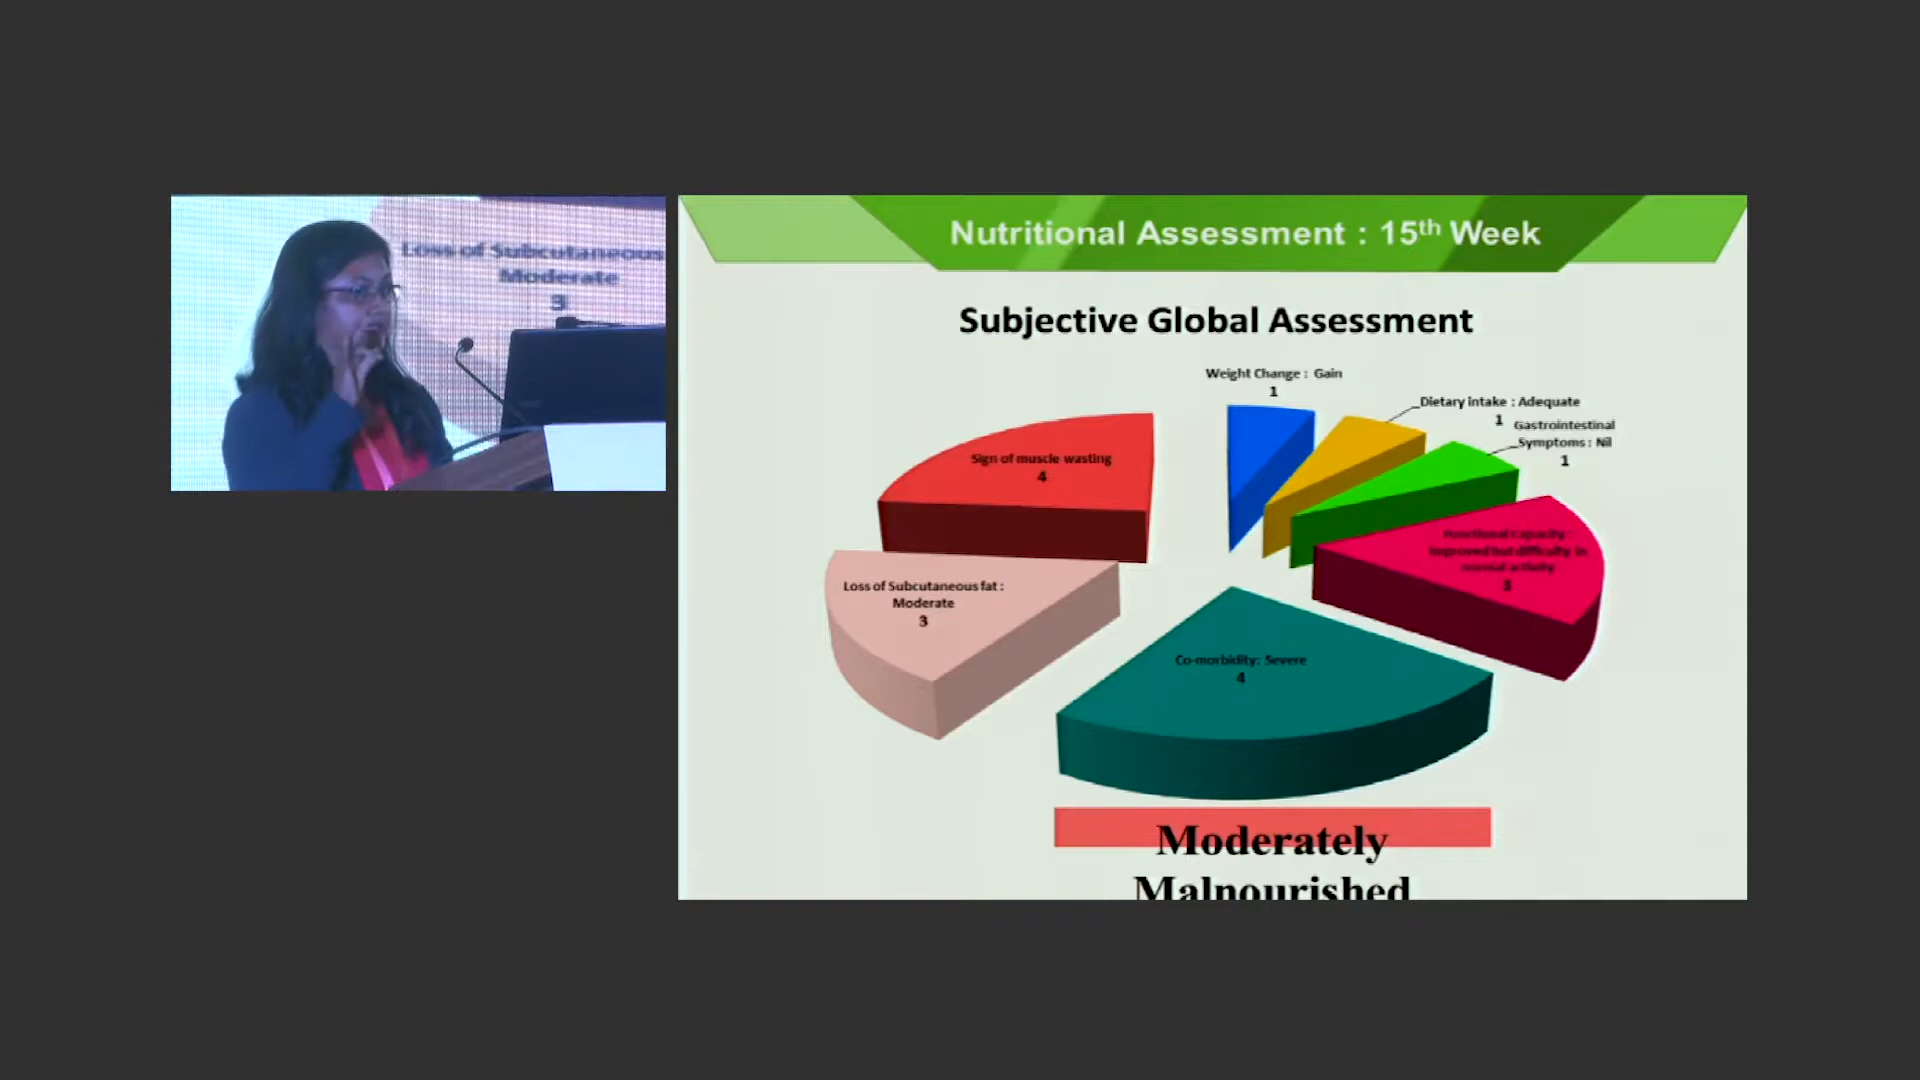 Loss of Subcutaneous
Moderate
3
Nutritional Assessment : 15th Week
Subjective Global Assessment
Weight Change : Gain
1
Dietary intake : Adequate
1
Gastrointestinal
Symptoms : Nil
1
Sign of muscle wasting
4
Functional Capacity :
Improved but difficulty in
normal activity
3
Loss of Subcutaneous fat :
Moderate
3
Co-morbidity: Severe
4
Moderately
Malnourished